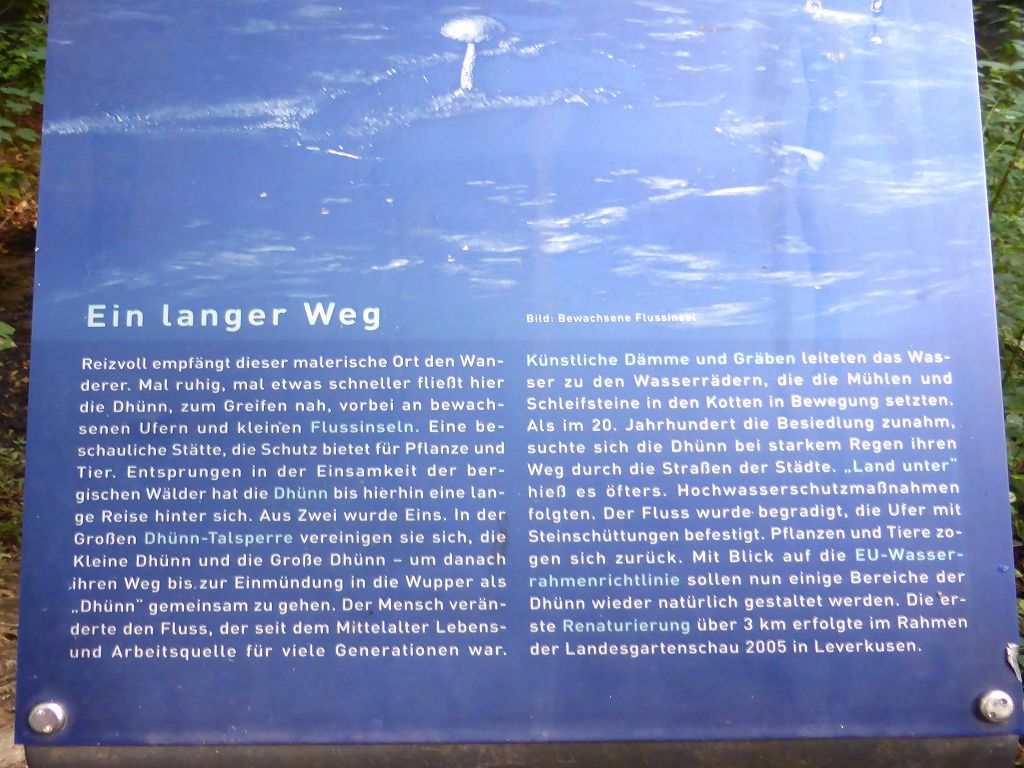 Ein langer Weg
Reizvoll empfängt dieser malerische Ort den Wan-
derer. Mal ruhig, mal etwas schneller fließt hier
die Dhünn, zum Greifen nah, vorbei an bewach-
senen Ufern und kleinen Flussinseln. Eine be-
schauliche Stätte, die Schutz bietet für Pflanze und
Tier. Entsprungen in der Einsamkeit der ber-
gischen Wälder hat die Dhünn bis hierhin eine lan-
ge Reise hinter sich. Aus Zwei wurde Eins. In der
Großen Dhünn-Talsperre vereinigen sie sich, die
Kleine Dhünn und die Große Dhünn – um danach
ihren Weg bis zur Einmündung in die Wupper als
„Dhünn" gemeinsam zu gehen. Der Mensch verän-
derte den Fluss, der seit dem Mittelalter Lebens-
und Arbeitsquelle für viele Generationen war.
Bild: Bewachsene Flussinsel
Künstliche Dämme und Gräben leiteten das Was-
ser zu den Wasserrädern, die die Mühlen und
Schleifsteine in den Kotten in Bewegung setzten.
Als im 20. Jahrhundert die Besiedlung zunahm,
suchte sich die Dhünn bei starkem Regen ihren
Weg durch die Straßen der Städte. „Land unter"
hieß es öfters. Hochwasserschutzmaßnahmen
folgten. Der Fluss wurde begradigt, die Ufer mit
Steinschüttungen befestigt. Pflanzen und Tiere zo-
gen sich zurück. Mit Blick auf die EU-Wasser-
rahmenrichtlinie sollen nun einige Bereiche der
Dhünn wieder natürlich gestaltet werden. Die er-
ste Renaturierung über 3 km erfolgte im Rahmen
der Landesgartenschau 2005 in Leverkusen.